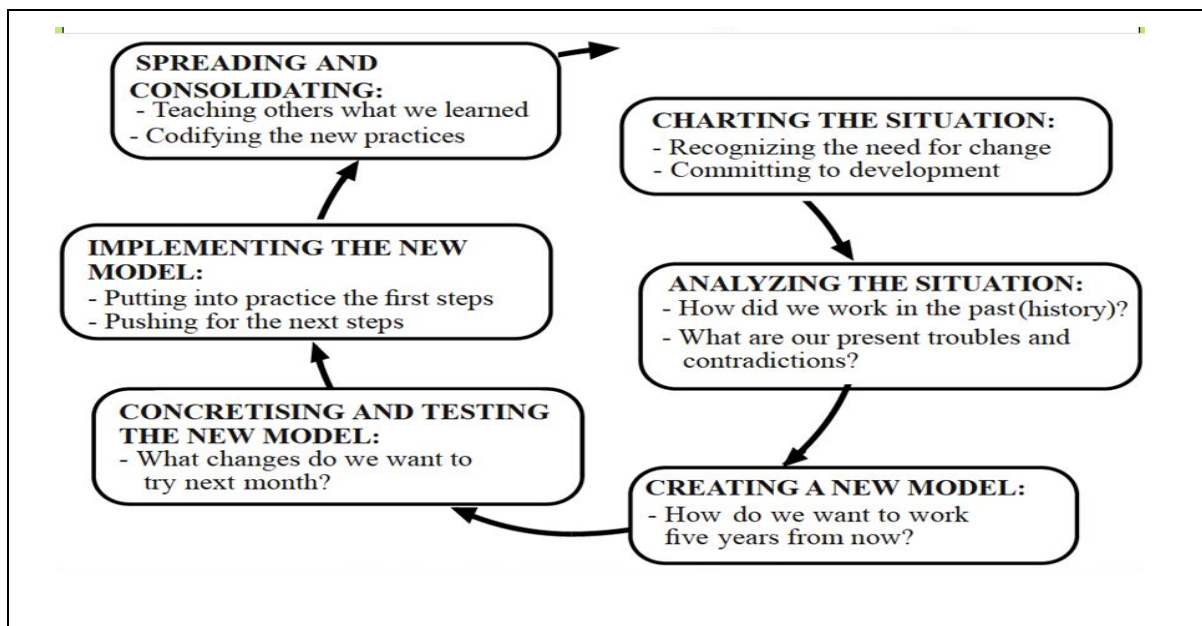 SPREADING AND
CONSOLIDATING:
- Teaching others what we learned
- Codifying the new practices
CHARTING THE SITUATION:
- Recognizing the need for change
- Committing to development
ANALYZING THE SITUATION:
- How did we work in the past (history)?
- What are our present troubles and
contradictions?
CREATING A NEW MODEL:
- How do we want to work
five years from now?
CONCRETISING AND TESTING
THE NEW MODEL:
- What changes do we want to
try next month?
IMPLEMENTING THE NEW
MODEL:
- Putting into practice the first steps
- Pushing for the next steps